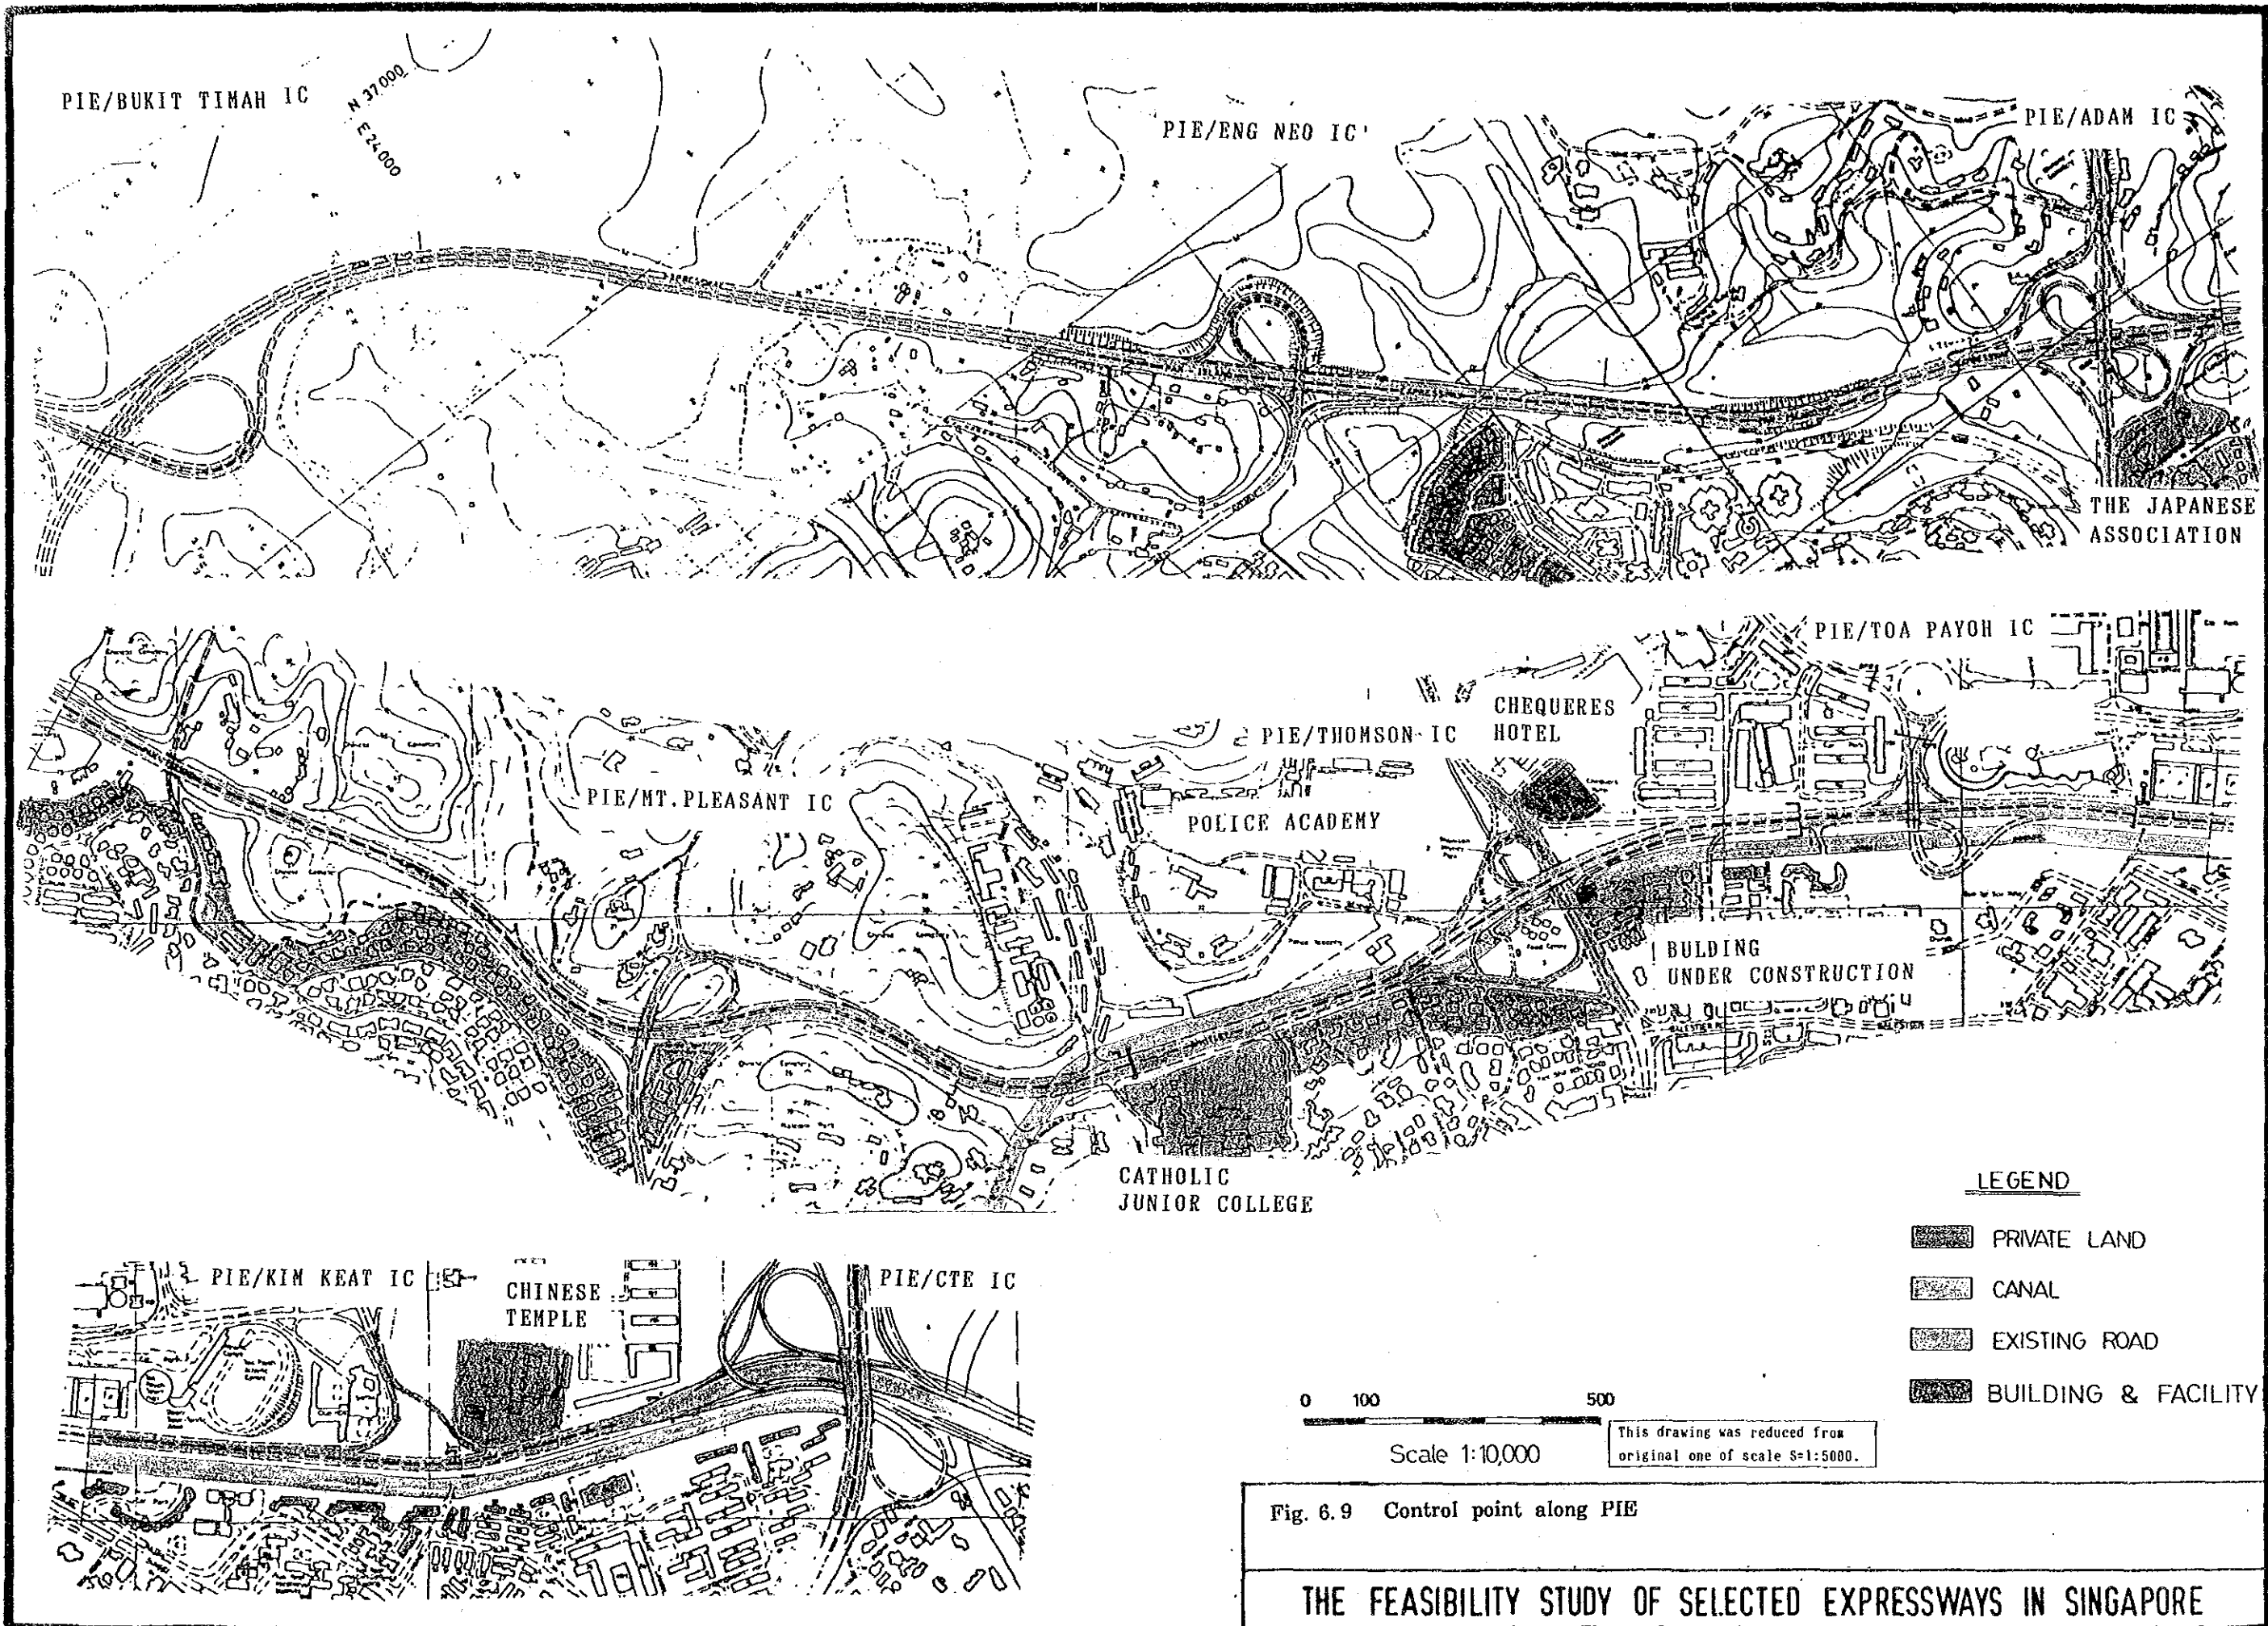 PIE/BUKIT TIMAH IC
N 37000
E 24000
PIE/ENG NEO IC
PIE/ADAM IC
THE JAPANESE
ASSOCIATION
PIE/TOA PAYOH IC
CHEQUERES
HOTEL
PIE/THOMSON IC
PIE/MT.PLEASANT IC
POLICE ACADEMY
BULDING
UNDER CONSTRUCTION
CATHOLIC
JUNIOR COLLEGE
LEGEND
PRIVATE LAND
CANAL
EXISTING ROAD
BUILDING & FACILITY
PIE/KIM KEAT IC
CHINESE
TEMPLE
PIE/CTE IC
0 100 500
Scale 1:10,000
This drawing was reduced from
original one of scale S=1:5000.
Fig. 6.9 Control point along PIE
THE FEASIBILITY STUDY OF SELECTED EXPRESSWAYS IN SINGAPORE